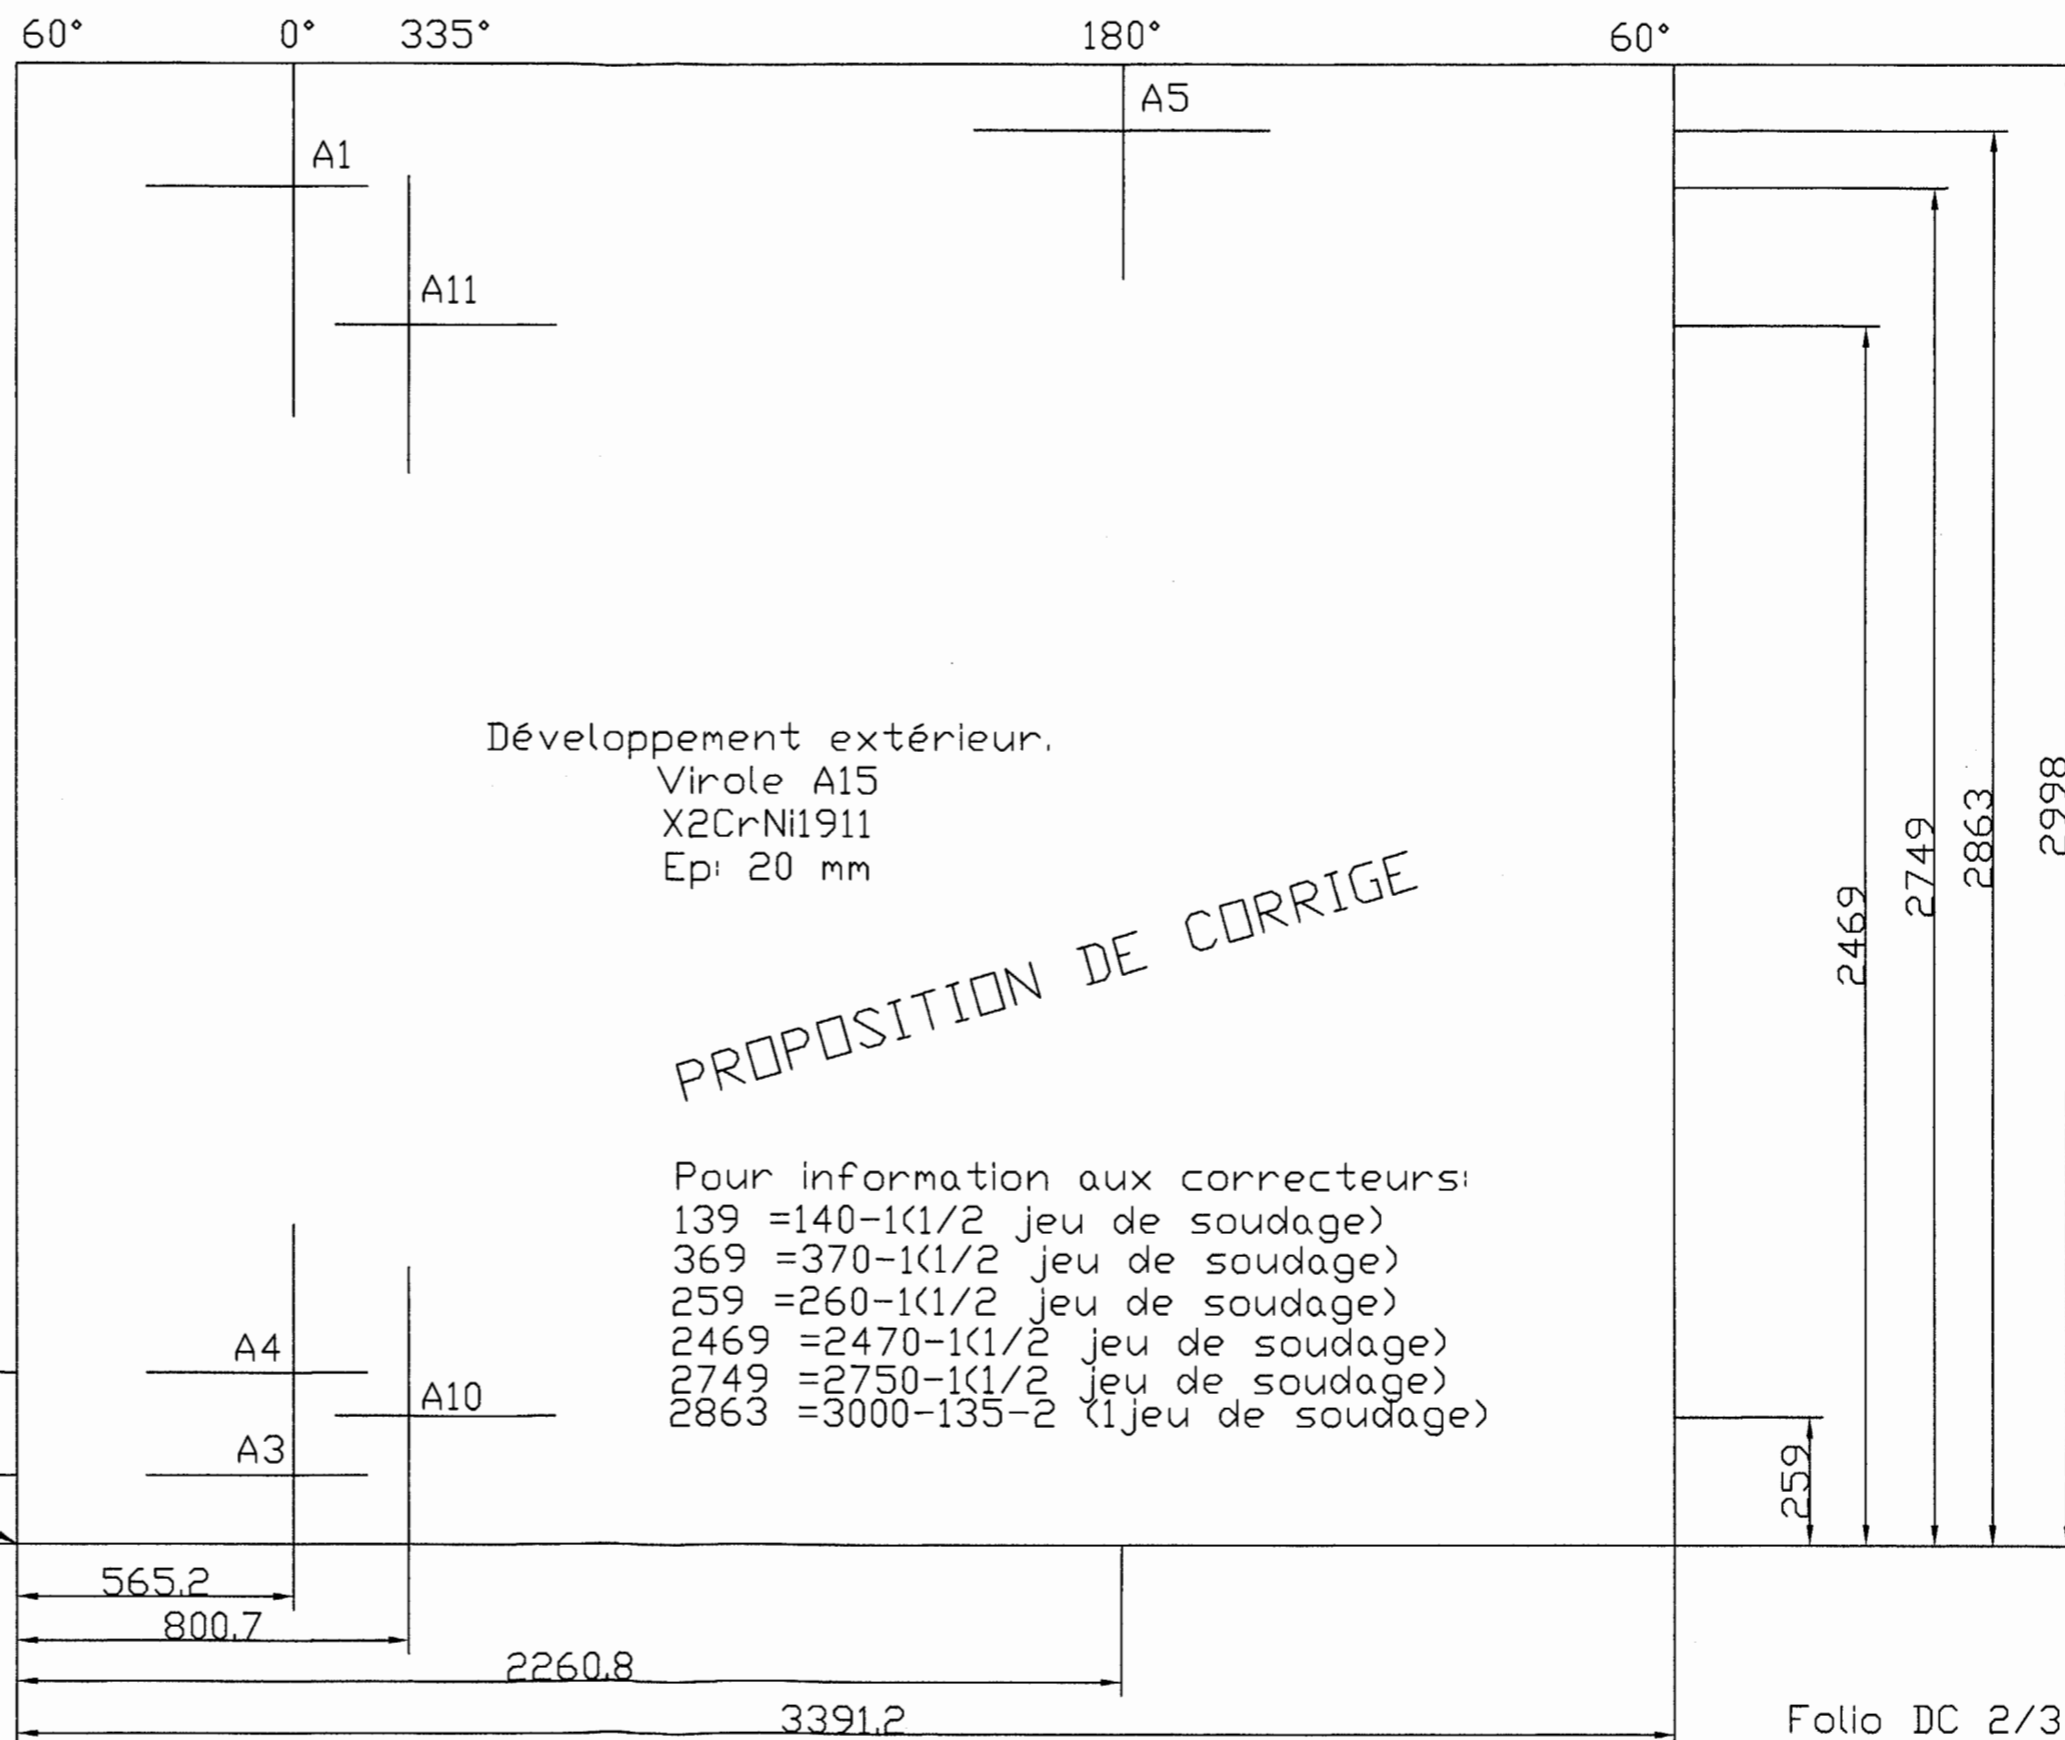 60° 0° 335° 180° 60°
A5
A1
A11
Développement extérieur.
Virole A15
X2CrNi1911
Ep: 20 mm
2998
2863
2749
2469
PROPOSITION DE CORRIGE
Pour information aux correcteurs:
139 =140-1(1/2 jeu de soudage)
369 =370-1(1/2 jeu de soudage)
259 =260-1(1/2 jeu de soudage)
2469 =2470-1(1/2 jeu de soudage)
2749 =2750-1(1/2 jeu de soudage)
2863 =3000-135-2 (1jeu de soudage)
A4
A10
A3
259
565.2
800.7
2260.8
3391.2
Folio DC 2/3